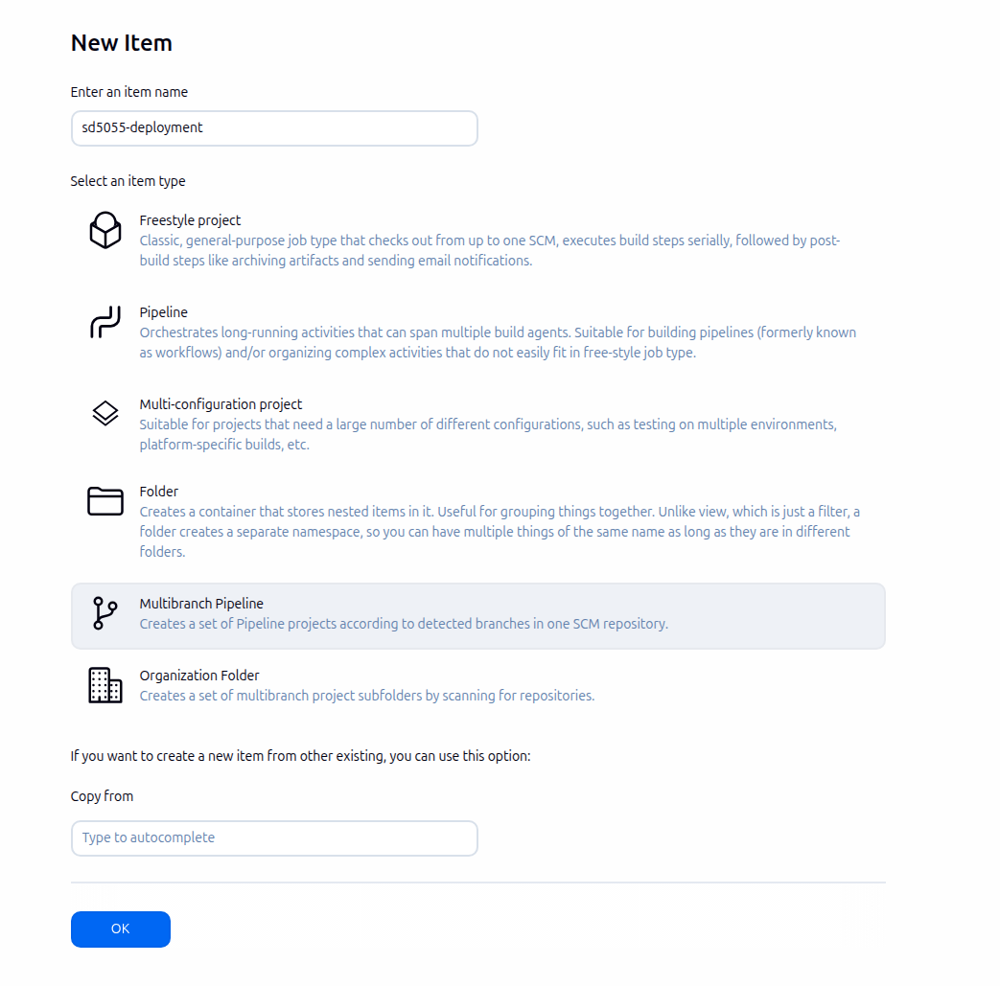 New Item
Enter an item name
sd5055-deployment
Select an item type
Freestyle project
Classic, general-purpose job type that checks out from up to one SCM, executes build steps serially, followed by post-
build steps like archiving artifacts and sending email notifications.
Pipeline
Orchestrates long-running activities that can span multiple build agents. Suitable for building pipelines (formerly known
as workflows) and/or organizing complex activities that do not easily fit in free-style job type.
Multi-configuration project
Suitable for projects that need a large number of different configurations, such as testing on multiple environments,
platform-specific builds, etc.
Folder
Creates a container that stores nested items in it. Useful for grouping things together. Unlike view, which is just a filter, a
folder creates a separate namespace, so you can have multiple things of the same name as long as they are in different
folders.
Multibranch Pipeline
Creates a set of Pipeline projects according to detected branches in one SCM repository.
Organization Folder
Creates a set of multibranch project subfolders by scanning for repositories.
If you want to create a new item from other existing, you can use this option:
Copy from
Type to autocomplete
OK